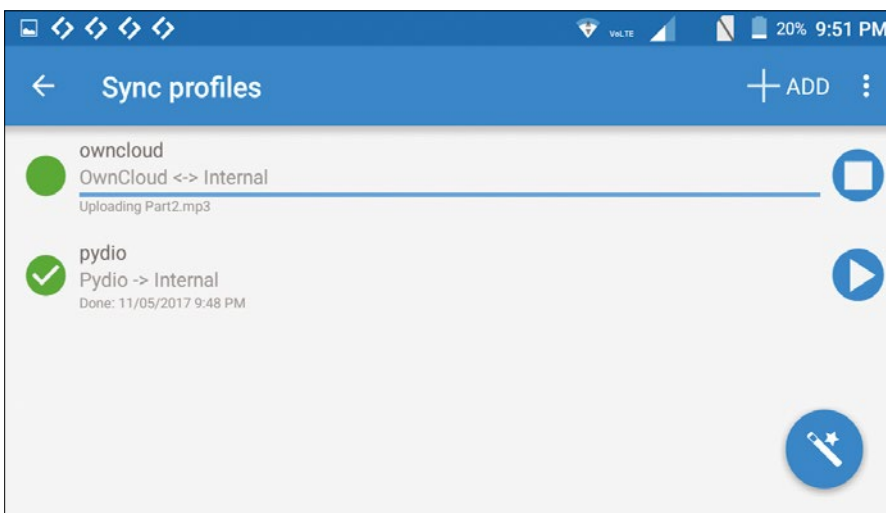 VoLTE 20% 9:51 PM
Sync profiles
ADD
owncloud
OwnCloud <-> Internal
Uploading Part2.mp3
pydio
Pydio -> Internal
Done: 11/05/2017 9:48 PM